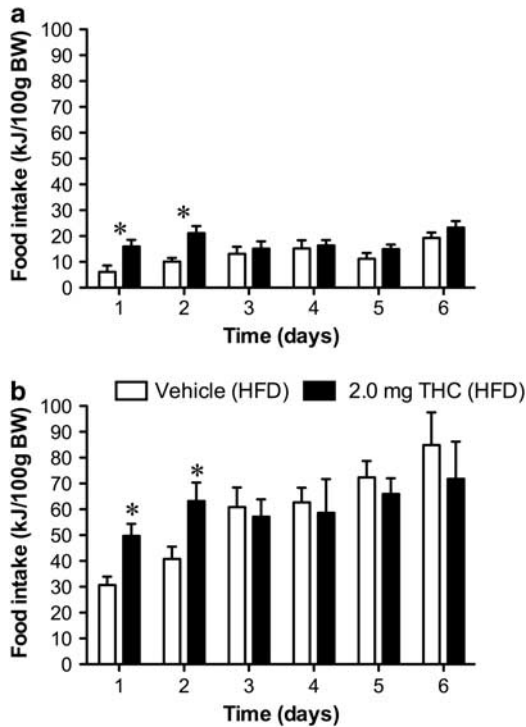 a
Food intake (kJ/100g BW)
100
90
80
70
60
50
40
30
20
10
0
* *
1 2 3 4 5 6
Time (days)
b
Vehicle (HFD) 2.0 mg THC (HFD)
Food intake (kJ/100g BW)
100
90
80
70
60
50
40
30
20
10
0
* *
1 2 3 4 5 6
Time (days)